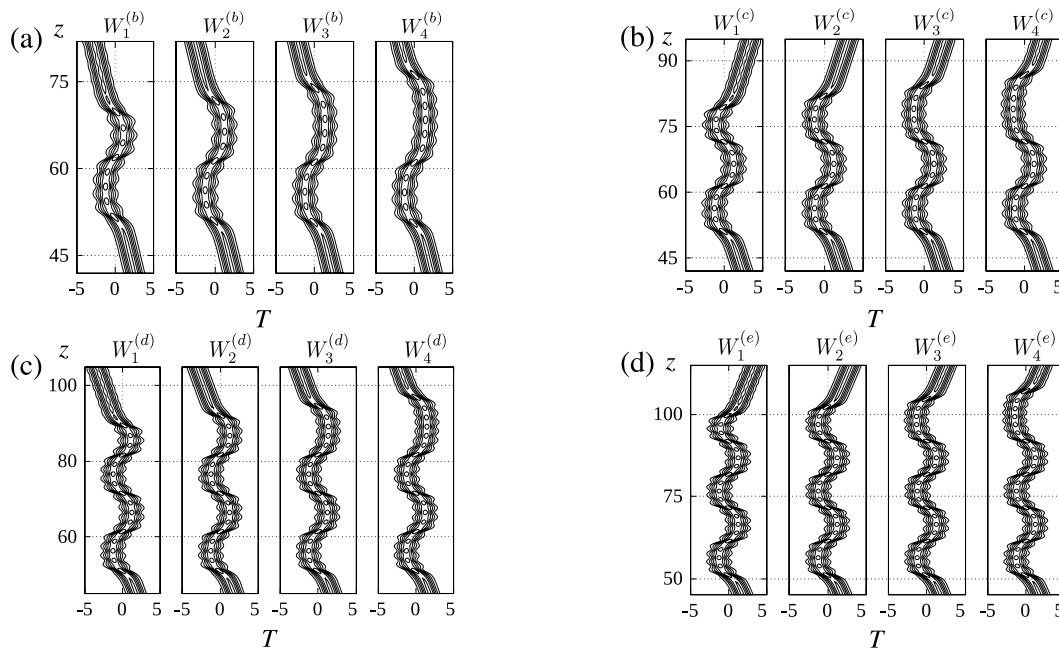 (a) z W₁⁽ᵇ⁾ W₂⁽ᵇ⁾ W₃⁽ᵇ⁾ W₄⁽ᵇ⁾
75
60
45
-5 0 5 -5 0 5 -5 0 5 -5 0 5
T
(b) z W₁⁽ᶜ⁾ W₂⁽ᶜ⁾ W₃⁽ᶜ⁾ W₄⁽ᶜ⁾
90
75
60
45
-5 0 5 -5 0 5 -5 0 5 -5 0 5
T
(c) z W₁⁽ᵈ⁾ W₂⁽ᵈ⁾ W₃⁽ᵈ⁾ W₄⁽ᵈ⁾
100
80
60
-5 0 5 -5 0 5 -5 0 5 -5 0 5
T
(d) z W₁⁽ᵉ⁾ W₂⁽ᵉ⁾ W₃⁽ᵉ⁾ W₄⁽ᵉ⁾
100
75
50
-5 0 5 -5 0 5 -5 0 5 -5 0 5
T